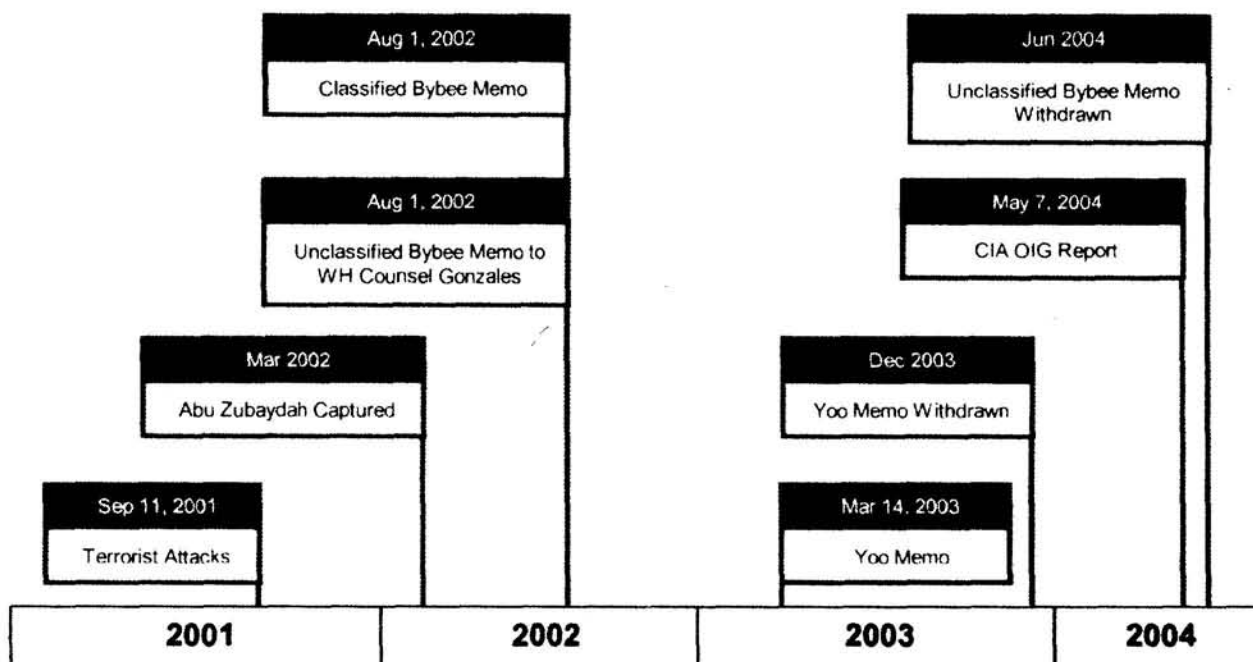 Aug 1, 2002
Classified Bybee Memo
Jun 2004
Unclassified Bybee Memo
Withdrawn
Aug 1, 2002
Unclassified Bybee Memo to
WH Counsel Gonzales
May 7, 2004
CIA OIG Report
Mar 2002
Abu Zubaydah Captured
Dec 2003
Yoo Memo Withdrawn
Sep 11, 2001
Terrorist Attacks
Mar 14, 2003
Yoo Memo
2001
2002
2003
2004